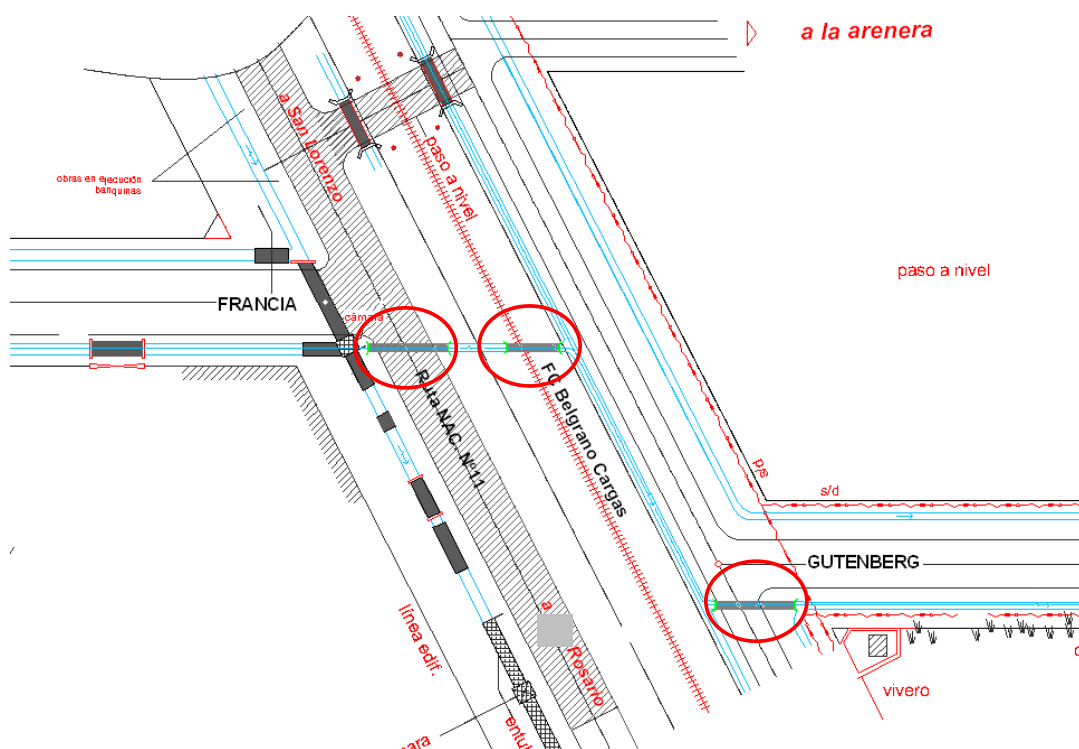 a la arenera
a San Lorenzo
paso a nivel
obras en ejecución
banquinas
paso a nivel
FRANCIA
cámara
Ruta NAC. Nº11
FC Belgrano Cargas
p/s
s/d
GUTENBERG
línea edif.
a
Rosario
vivero